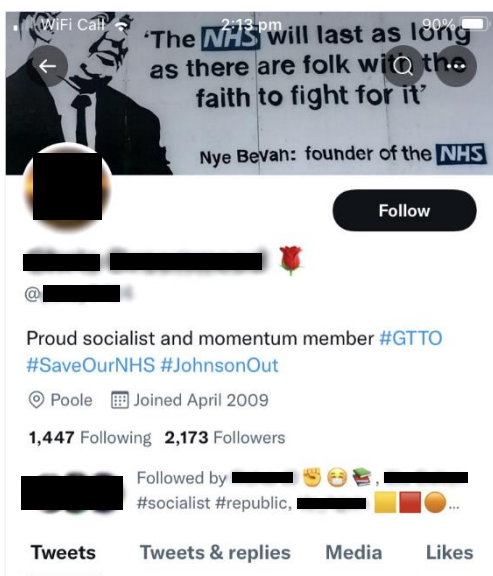 WiFi Call 2:13 pm 90%
'The NHS will last as long
as there are folk with the
faith to fight for it'
Nye Bevan: founder of the NHS
Follow
@
Proud socialist and momentum member #GTTO
#SaveOurNHS #JohnsonOut
Poole Joined April 2009
1,447 Following 2,173 Followers
Followed by ✊😷📚,
#socialist #republic, 🟨🟥🟠...
Tweets Tweets & replies Media Likes